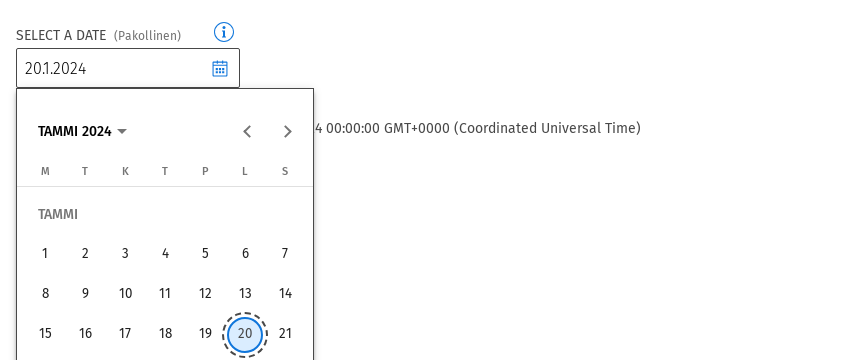 SELECT A DATE (Pakollinen)
20.1.2024
TAMMI 2024
4 00:00:00 GMT+0000 (Coordinated Universal Time)
M T K T P L S
TAMMI
1 2 3 4 5 6 7
8 9 10 11 12 13 14
15 16 17 18 19 20 21